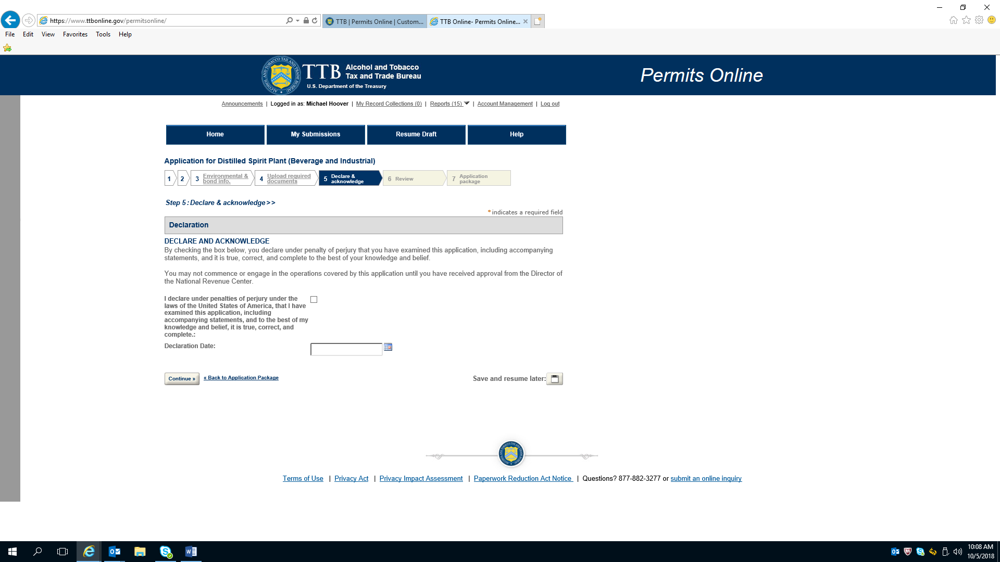 https://www.ttbonline.gov/permitsonline/
TTB | Permits Online | Custom...
TTB Online- Permits Online...
File Edit View Favorites Tools Help
TTB Alcohol and Tobacco
Tax and Trade Bureau
U.S. Department of the Treasury
Permits Online
Announcements | Logged in as: Michael Hoover | My Record Collections (0) | Reports (15) | Account Management | Log out
Home My Submissions Resume Draft Help
Application for Distilled Spirit Plant (Beverage and Industrial)
1 2 3 Environmental & bond info. 4 Upload required documents 5 Declare & acknowledge 6 Review 7 Application package
Step 5 : Declare & acknowledge>>
* indicates a required field
Declaration
DECLARE AND ACKNOWLEDGE
By checking the box below, you declare under penalty of perjury that you have examined this application, including accompanying
statements, and it is true, correct, and complete to the best of your knowledge and belief.
You may not commence or engage in the operations covered by this application until you have received approval from the Director of
the National Revenue Center.
I declare under penalties of perjury under the
laws of the United States of America, that I have
examined this application, including
accompanying statements, and to the best of my
knowledge and belief, it is true, correct, and
complete.:
Declaration Date:
Continue » « Back to Application Package
Save and resume later:
Terms of Use | Privacy Act | Privacy Impact Assessment | Paperwork Reduction Act Notice | Questions? 877-882-3277 or submit an online inquiry
10:08 AM
10/5/2018